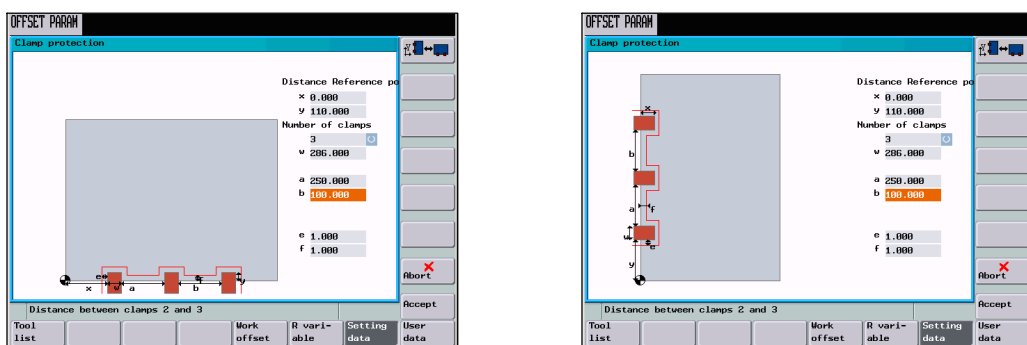 OFFSET PARAM
Clamp protection
Distance Reference po
x 0.000
y 110.000
Number of clamps
3
w 286.000
a 250.000
b 100.000
e 1.000
f 1.000
e f y
x w a b
Abort
Distance between clamps 2 and 3
Accept
Tool list
Work offset
R vari- able
Setting data
User data
OFFSET PARAM
Clamp protection
Distance Reference po
x 0.000
y 110.000
Number of clamps
3
w 286.000
a 250.000
b 100.000
e 1.000
f 1.000
x
b
a f
w
e
y
Abort
Distance between clamps 2 and 3
Accept
Tool list
Work offset
R vari- able
Setting data
User data